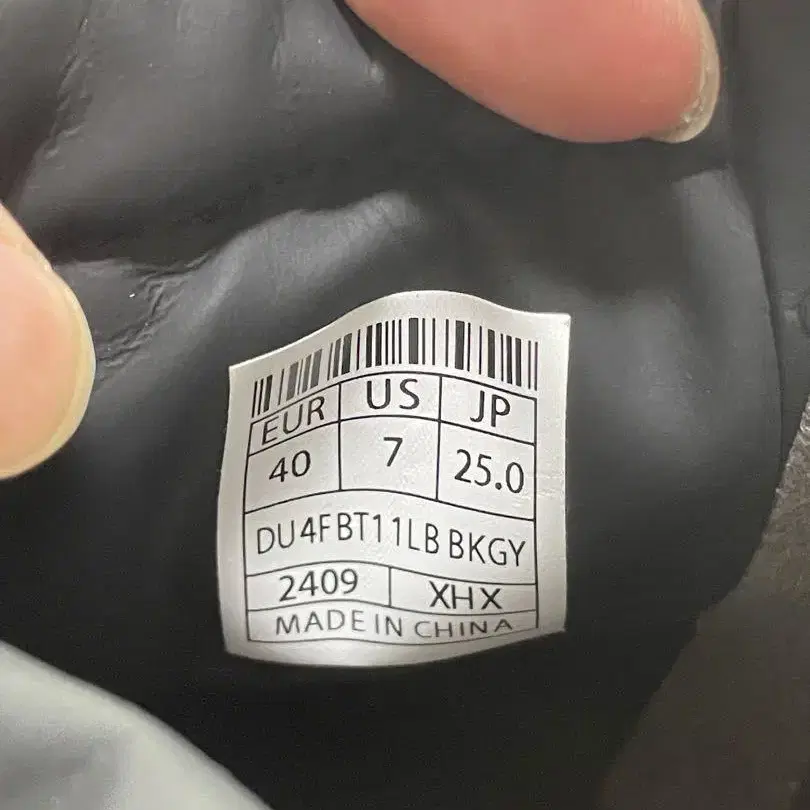 EUR US JP
40 7 25.0
DU4FBT11LB BKGY
2409 XHX
MADE IN CHINA